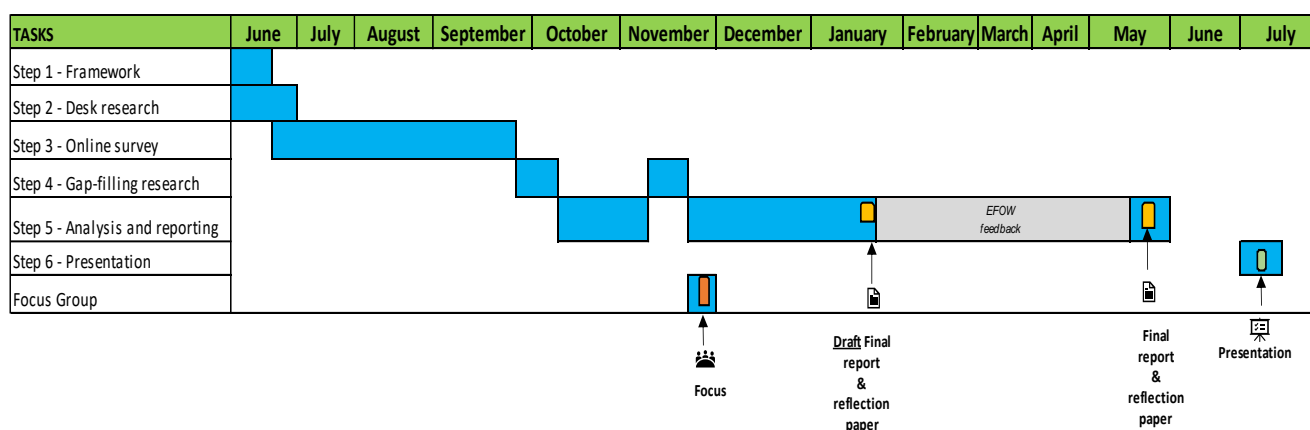 TASKS June July August September October November December January February March April May June July
Step 1 - Framework
Step 2 - Desk research
Step 3 - Online survey
Step 4 - Gap-filling research
Step 5 - Analysis and reporting
EFOW
feedback
Step 6 - Presentation
Focus Group
Focus
Draft Final
report
&
reflection
paper
Final
report
&
reflection
paper
Presentation